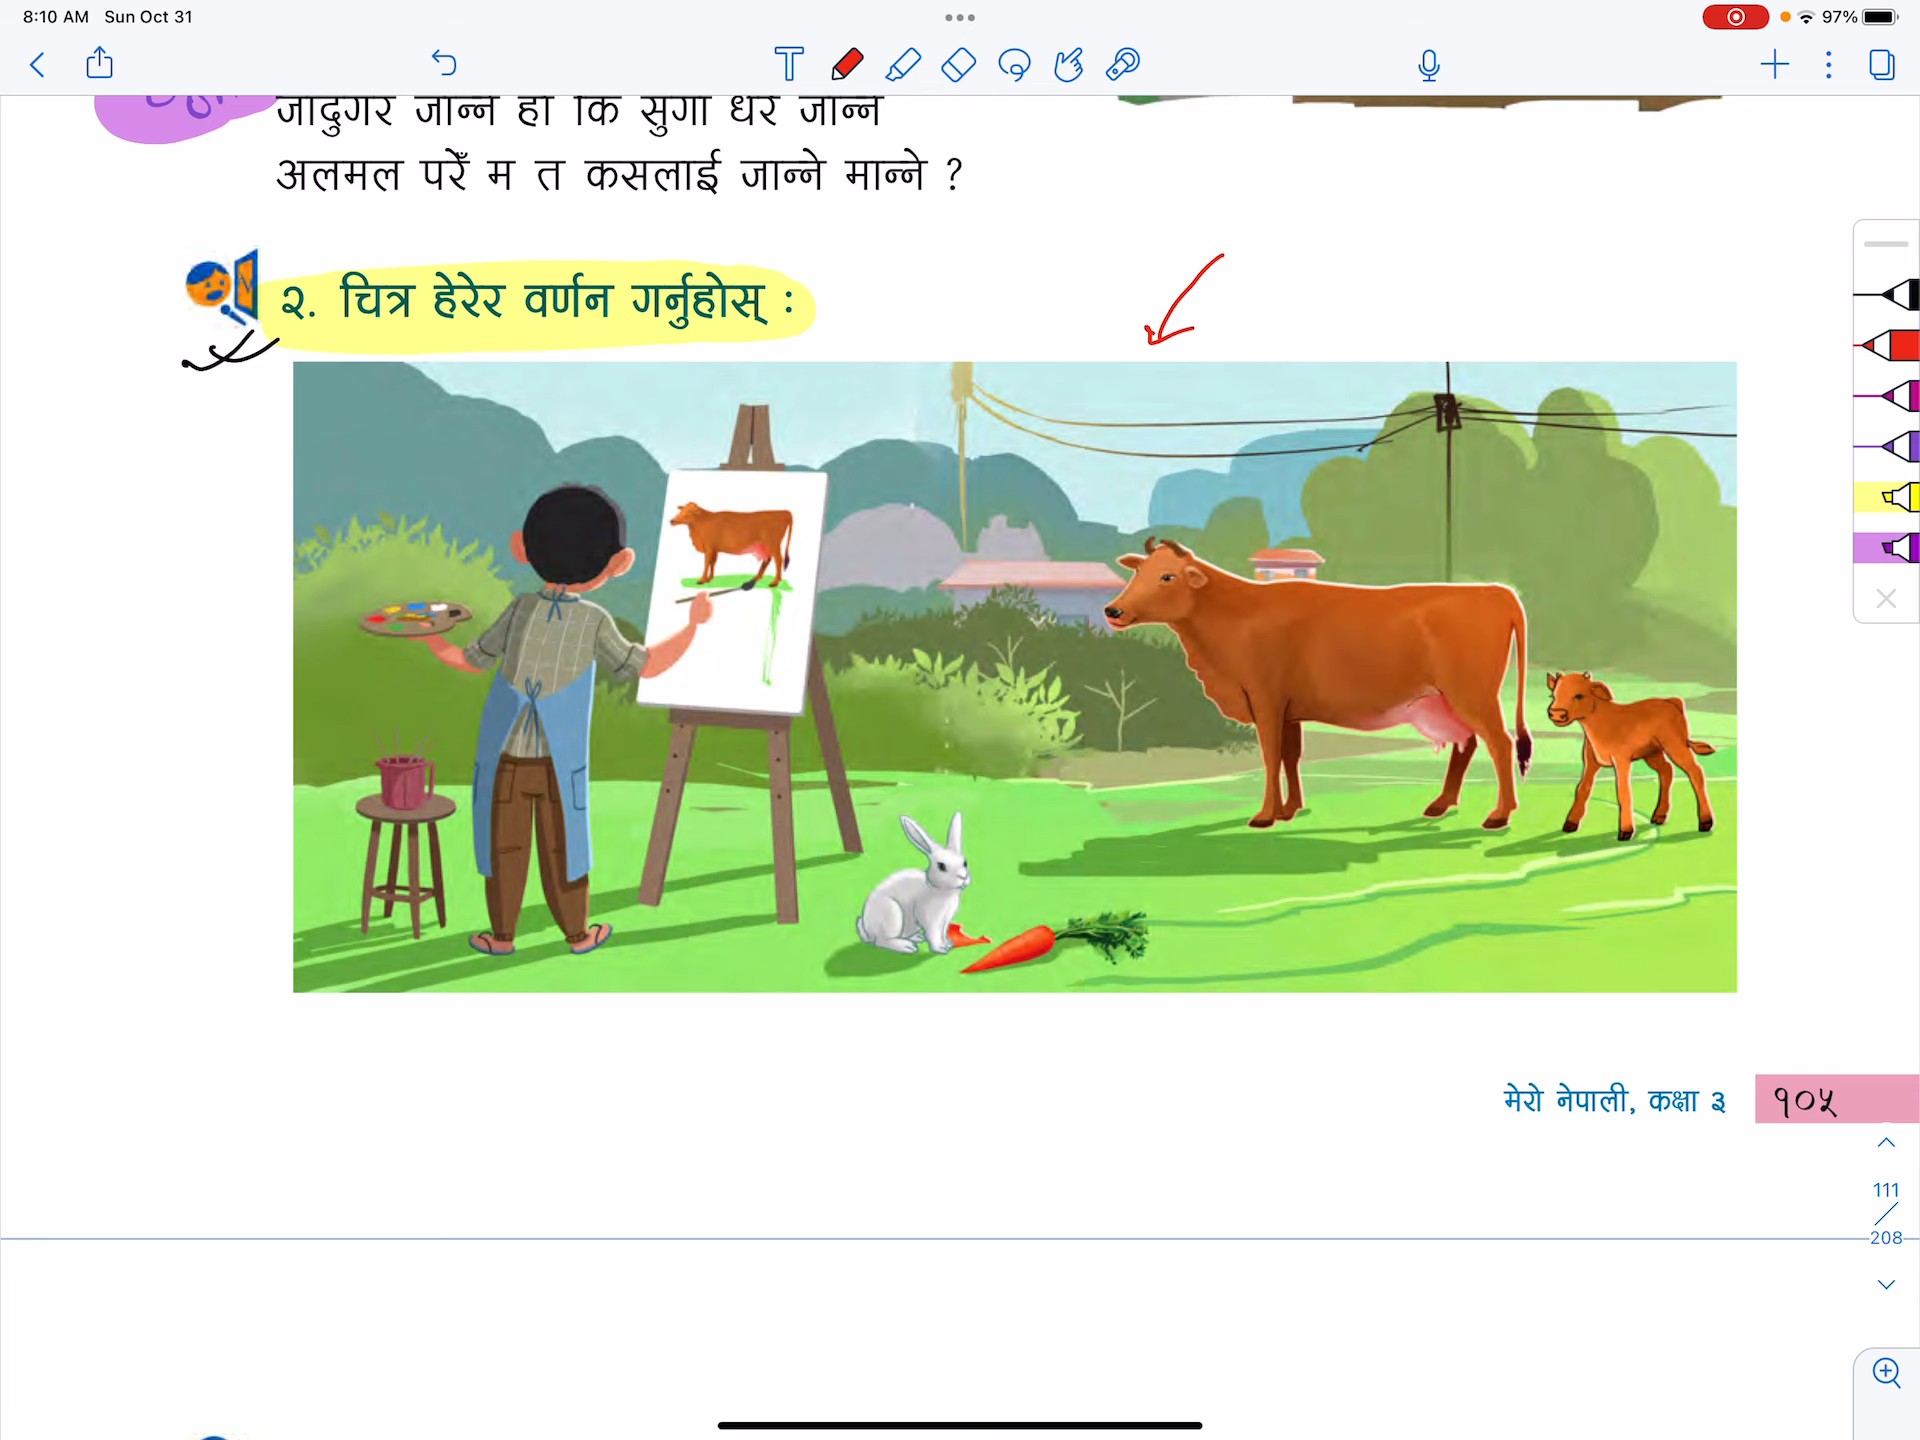 8:10 AM Sun Oct 31
97%
जादुगर जान्ने हो कि सुगा धेरै जान्ने
अलमल परेँ म त कसलाई जान्ने मान्ने ?
२. चित्र हेरेर वर्णन गर्नुहोस् :
मेरो नेपाली, कक्षा ३ १०५
111
208